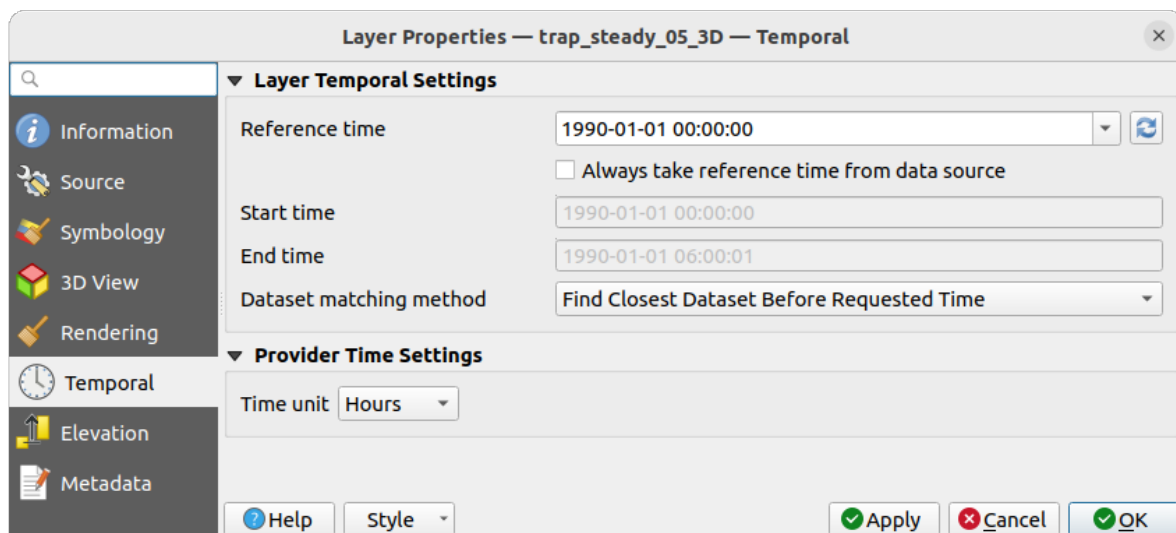 Layer Properties — trap_steady_05_3D — Temporal
Information
Source
Symbology
3D View
Rendering
Temporal
Elevation
Metadata
Layer Temporal Settings
Reference time 1990-01-01 00:00:00
Always take reference time from data source
Start time 1990-01-01 00:00:00
End time 1990-01-01 06:00:01
Dataset matching method Find Closest Dataset Before Requested Time
Provider Time Settings
Time unit Hours
Help Style Apply Cancel OK